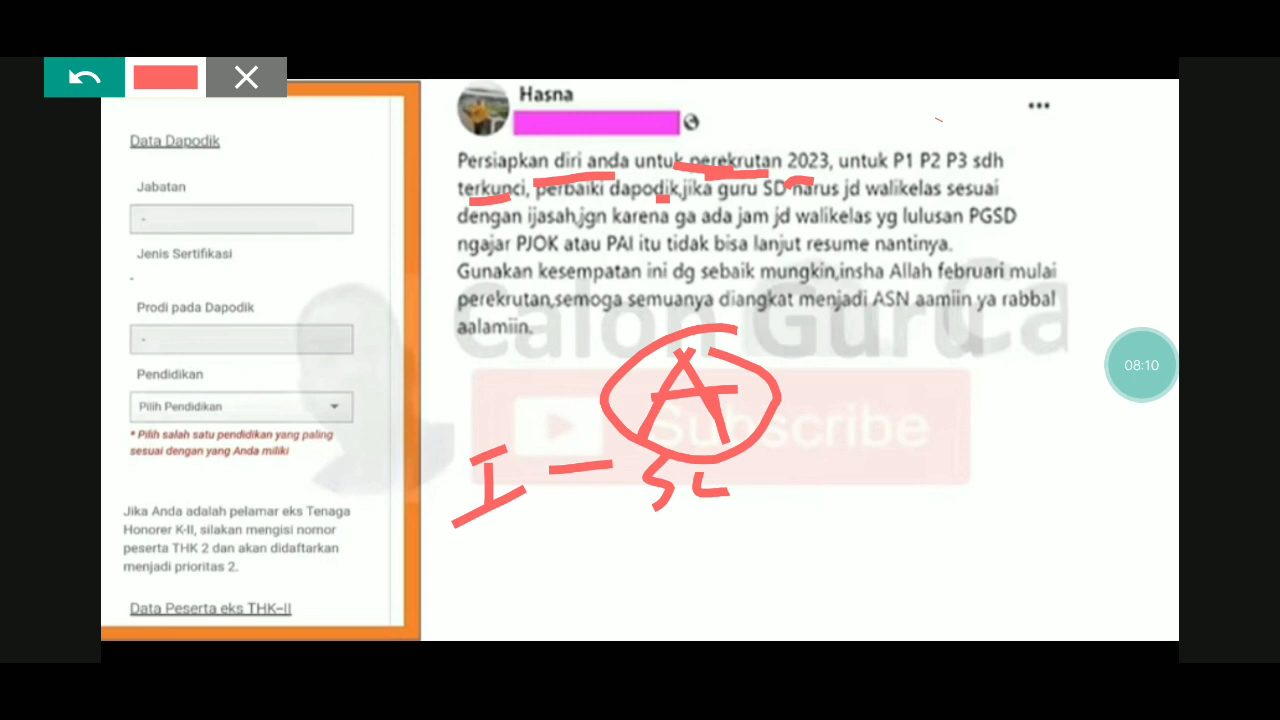 Data Dapodik
Jabatan
-
Jenis Sertifikasi
-
Prodi pada Dapodik
-
Pendidikan
Pilih Pendidikan
* Pilih salah satu pendidikan yang paling
sesuai dengan yang Anda miliki
Jika Anda adalah pelamar eks Tenaga
Honorer K-II, silakan mengisi nomor
peserta THK 2 dan akan didaftarkan
menjadi prioritas 2.
Data Peserta eks THK-II
Hasna
Persiapkan diri anda untuk perekrutan 2023, untuk P1 P2 P3 sdh
terkunci, perbaiki dapodik,jika guru SD harus jd walikelas sesuai
dengan ijasah,jgn karena ga ada jam jd walikelas yg lulusan PGSD
ngajar PJOK atau PAI itu tidak bisa lanjut resume nantinya.
Gunakan kesempatan ini dg sebaik mungkin,insha Allah februari mulai
perekrutan,semoga semuanya diangkat menjadi ASN aamiin ya rabbal
aalamiin.
Calon Guru Ca
Subscribe
A
I -
08:10